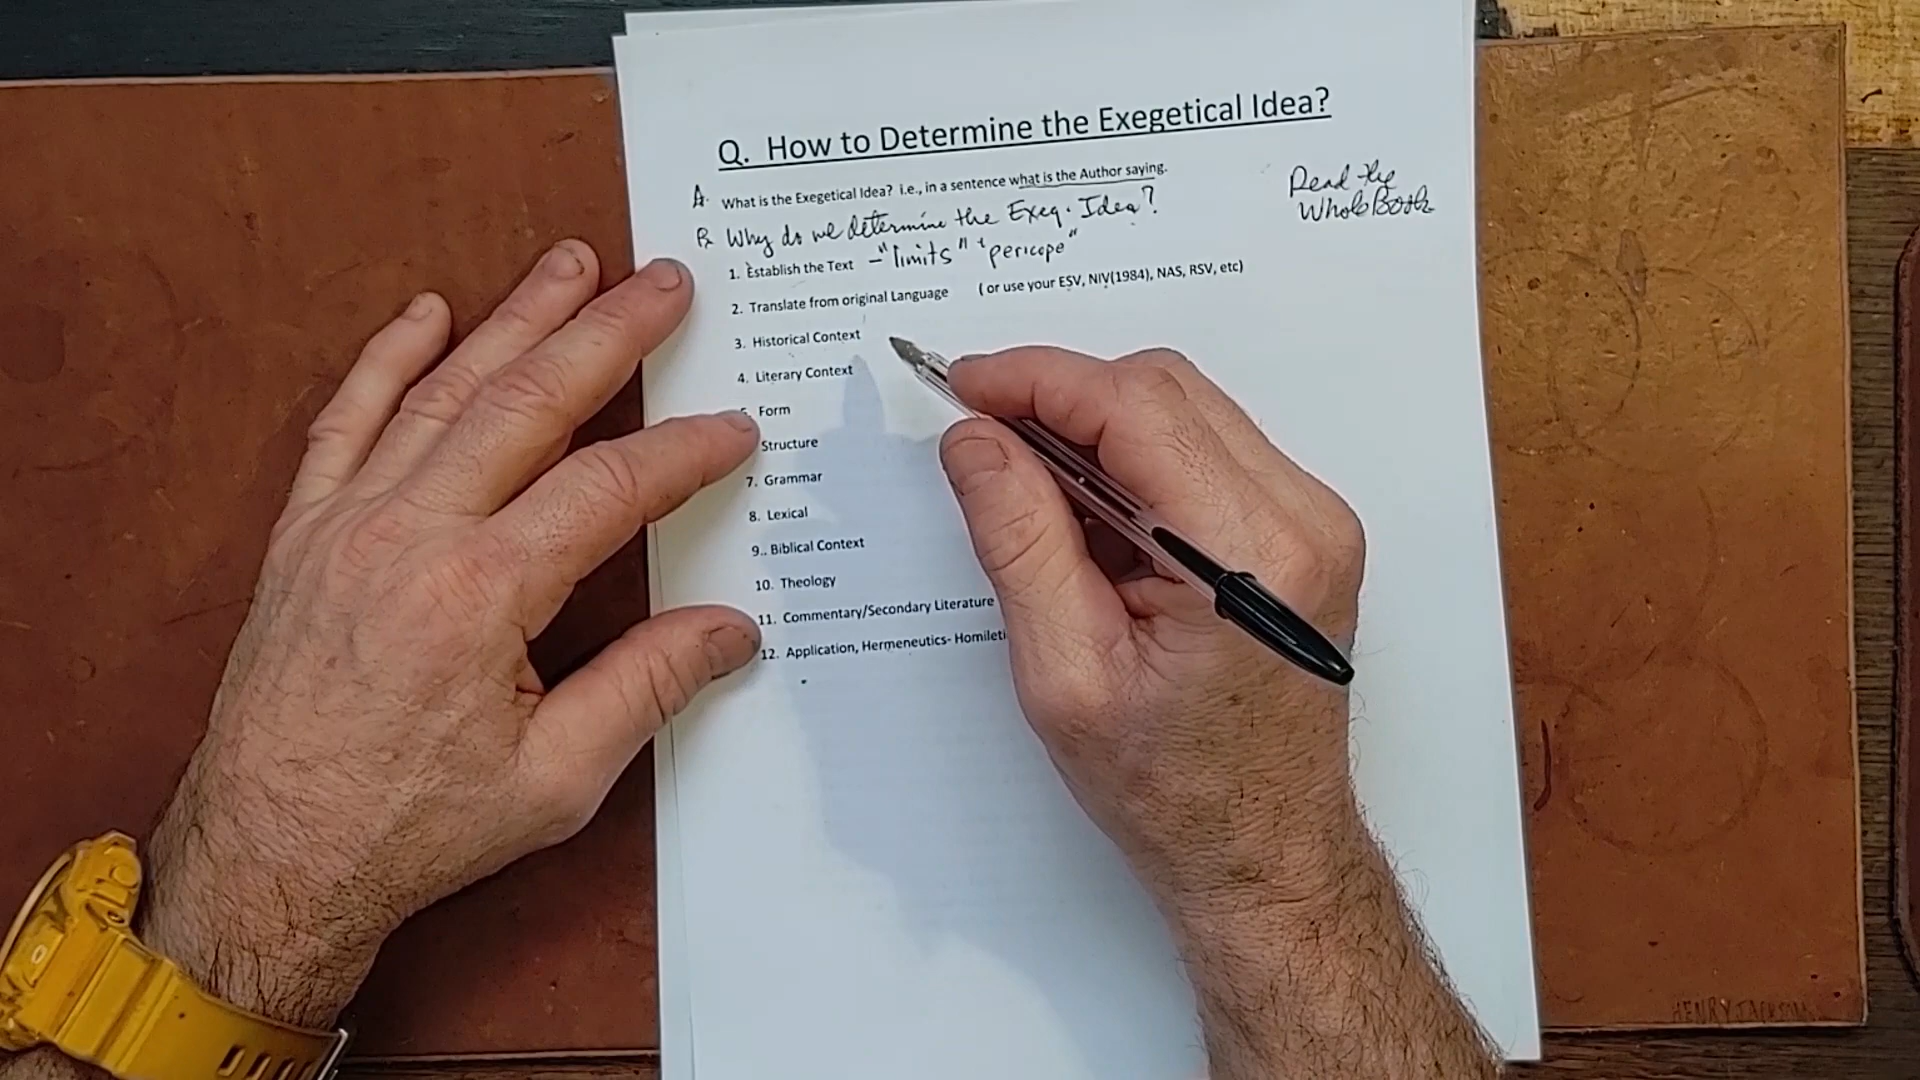 Q. How to Determine the Exegetical Idea?
A. What is the Exegetical Idea? i.e., in a sentence what is the Author saying.
Read the
Whole Book
B. Why do we determine the Exeg. Idea?
1. Establish the Text - "limits" + "pericope"
2. Translate from original Language ( or use your ESV, NIV(1984), NAS, RSV, etc)
3. Historical Context
4. Literary Context
Form
Structure
7. Grammar
8. Lexical
9.. Biblical Context
10. Theology
11. Commentary/Secondary Literature
12. Application, Hermeneutics- Homileti
HENRY JACKSON